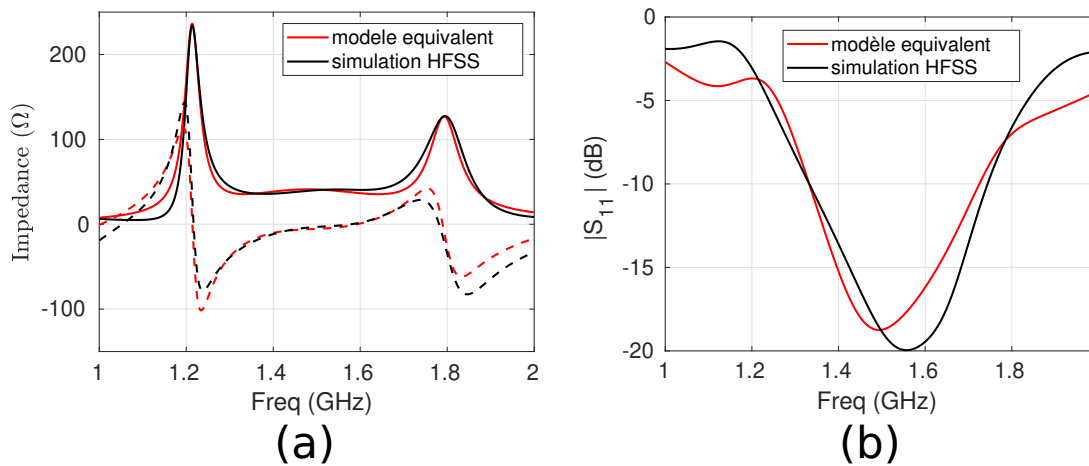 200
100
0
-100
Impedance (Ω)
1 1.2 1.4 1.6 1.8 2
Freq (GHz)
modele equivalent
simulation HFSS
(a)
0
-5
-10
-15
-20
|S11| (dB)
1 1.2 1.4 1.6 1.8
Freq (GHz)
modèle equivalent
simulation HFSS
(b)